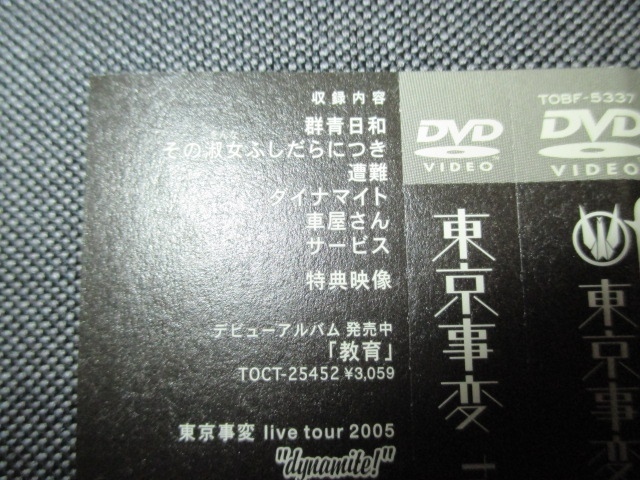 収録内容
群青日和
その淑女ふしだらにつき
遭難
ダイナマイト
車屋さん
サービス
特典映像
デビューアルバム 発売中
「教育」
TOCT-25452 ¥3,059
東京事変 live tour 2005
"dynamite!"
DVD
VIDEO
東京事変
TOBF-5337
DVD
VIDEO
東京事変